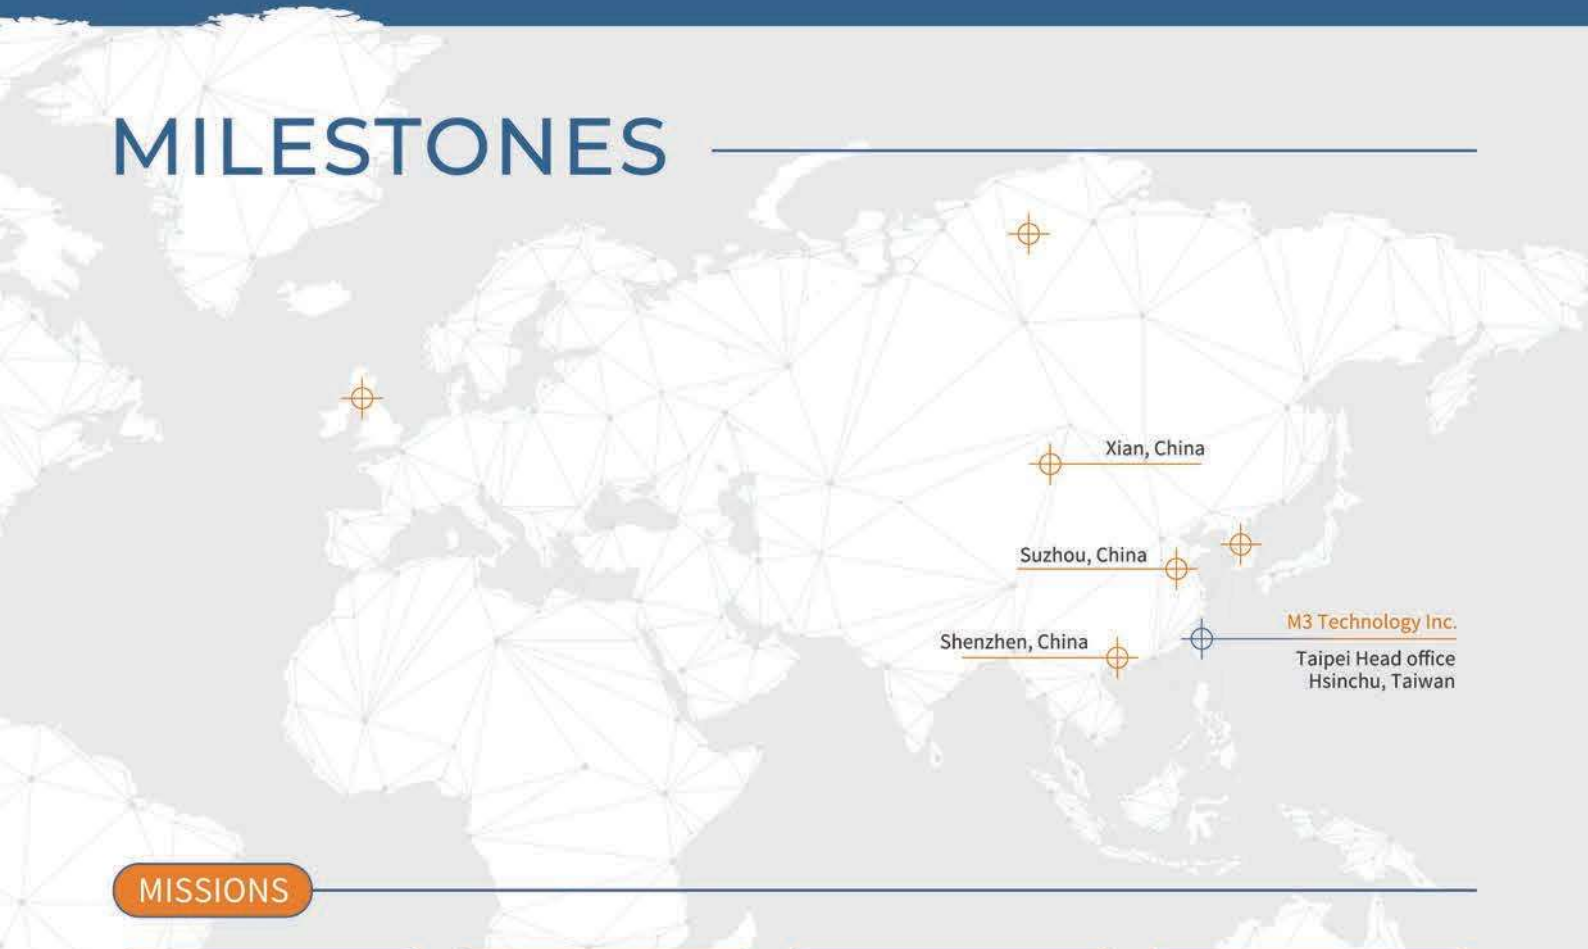 MILESTONES
Xian, China
Suzhou, China
M3 Technology Inc.
Shenzhen, China
Taipei Head office
Hsinchu, Taiwan
MISSIONS